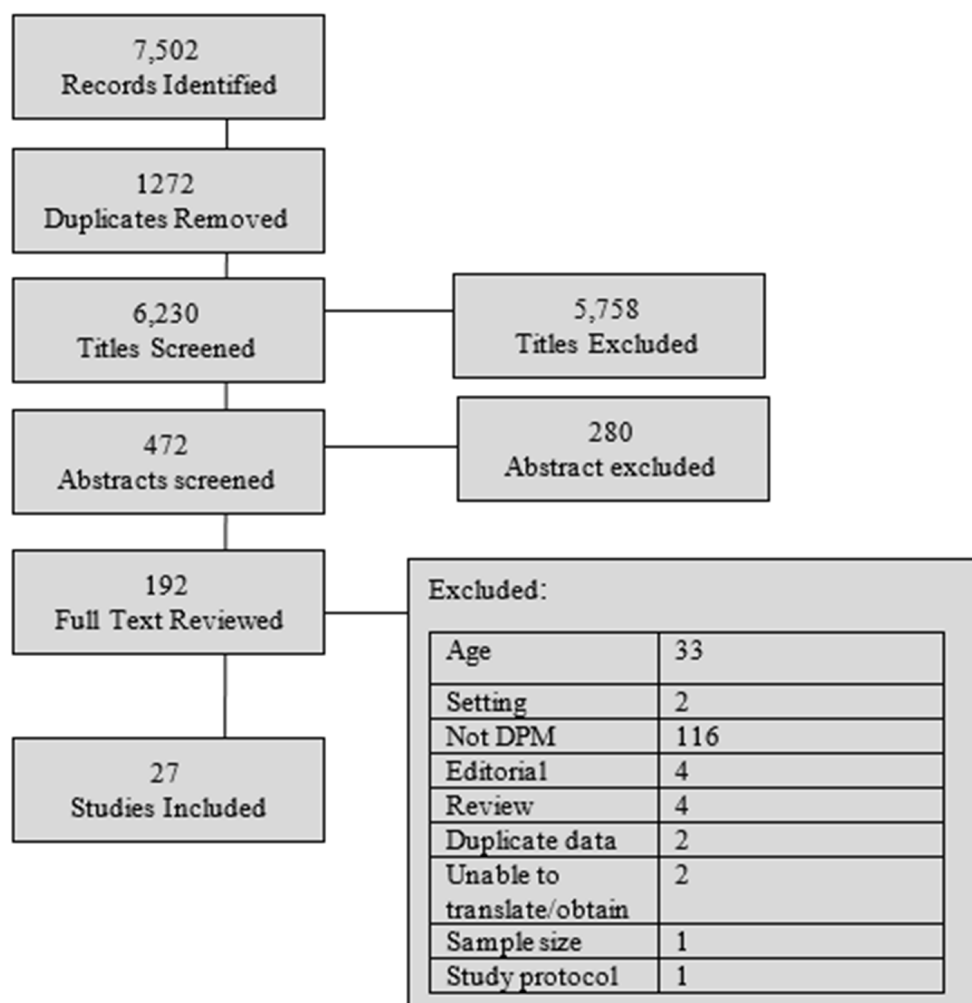 7,502
Records Identified
1272
Duplicates Removed
6,230
Titles Screened
5,758
Titles Excluded
472
Abstracts screened
280
Abstract excluded
192
Full Text Reviewed
Excluded:
Age 33
Setting 2
Not DPM 116
Editorial 4
Review 4
Duplicate data 2
Unable to 2
translate/obtain
Sample size 1
Study protocol 1
27
Studies Included